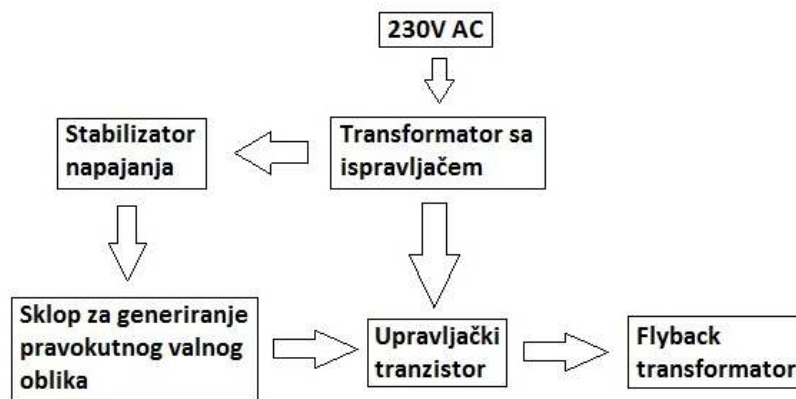 230V AC
Stabilizator
napajanja
Transformator sa
ispravljačem
Sklop za generiranje
pravokutnog valnog
oblika
Upravljački
tranzistor
Flyback
transformator